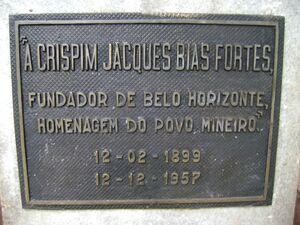 "A CRISPIM JACQUES BIAS FORTES,
FUNDADOR DE BELO HORIZONTE,
HOMENAGEM DO POVO MINEIRO".
12-02-1899
12-12-1957